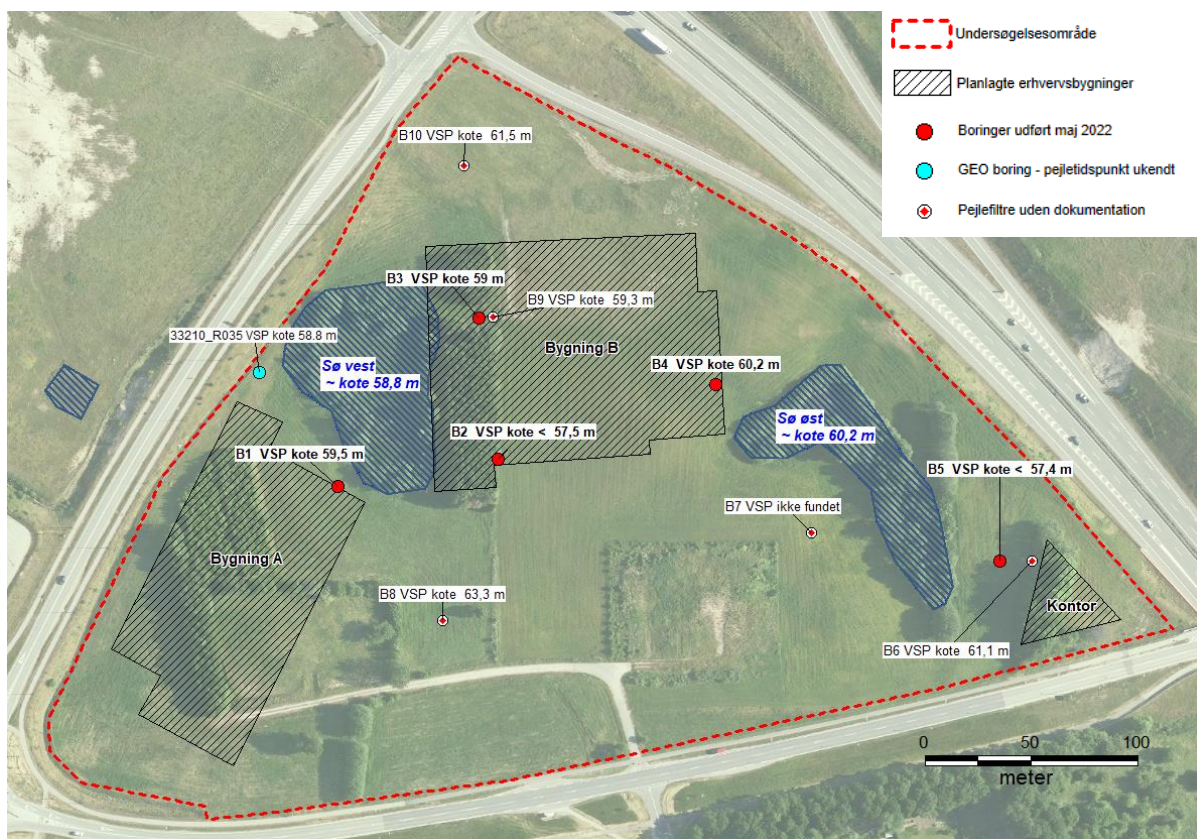 Undersøgelsesområde
Planlagte erhvervsbygninger
Boringer udført maj 2022
GEO boring - pejletidspunkt ukendt
Pejlefiltre uden dokumentation
B10 VSP kote 61,5 m
B3 VSP kote 59 m
B9 VSP kote 59,3 m
33210_R035 VSP kote 58.8 m
Bygning B
Sø vest
~ kote 58,8 m
B4 VSP kote 60,2 m
Sø øst
~ kote 60,2 m
B2 VSP kote < 57,5 m
B1 VSP kote 59,5 m
B5 VSP kote < 57,4 m
B7 VSP ikke fundet
Bygning A
B8 VSP kote 63,3 m
Kontor
B6 VSP kote 61,1 m
0 50 100
meter